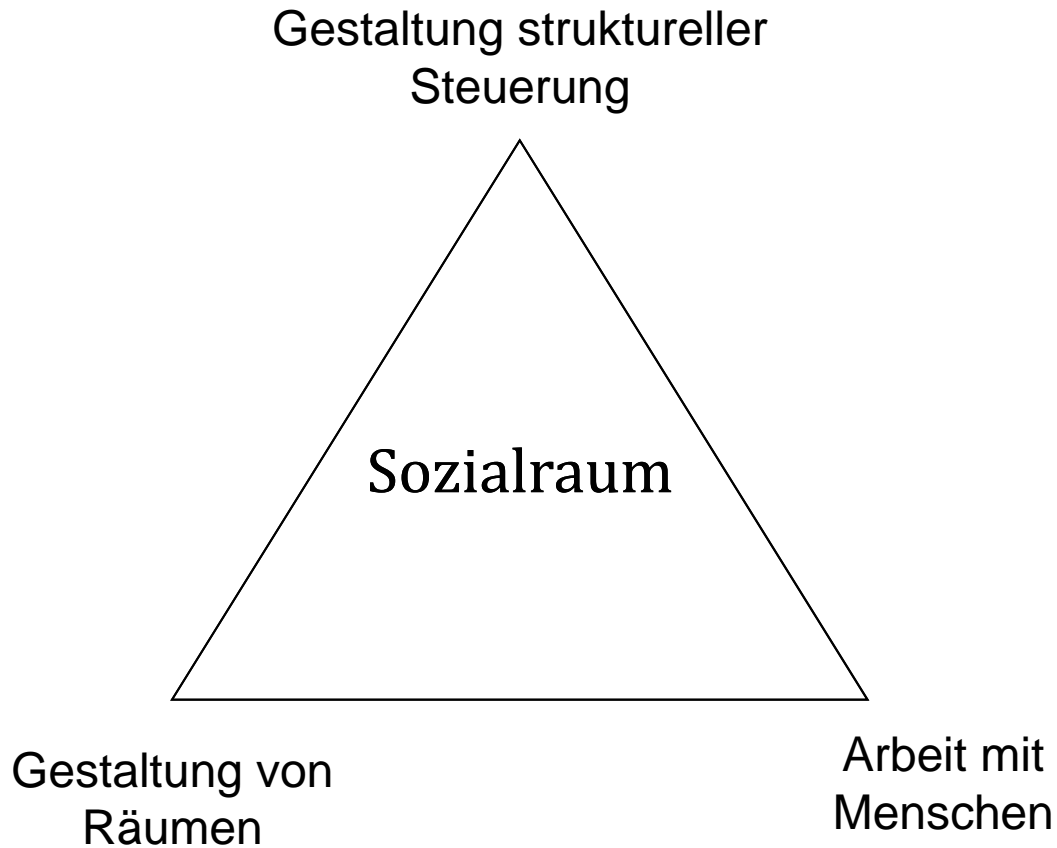 Gestaltung struktureller
Steuerung
Sozialraum
Gestaltung von
Räumen
Arbeit mit
Menschen